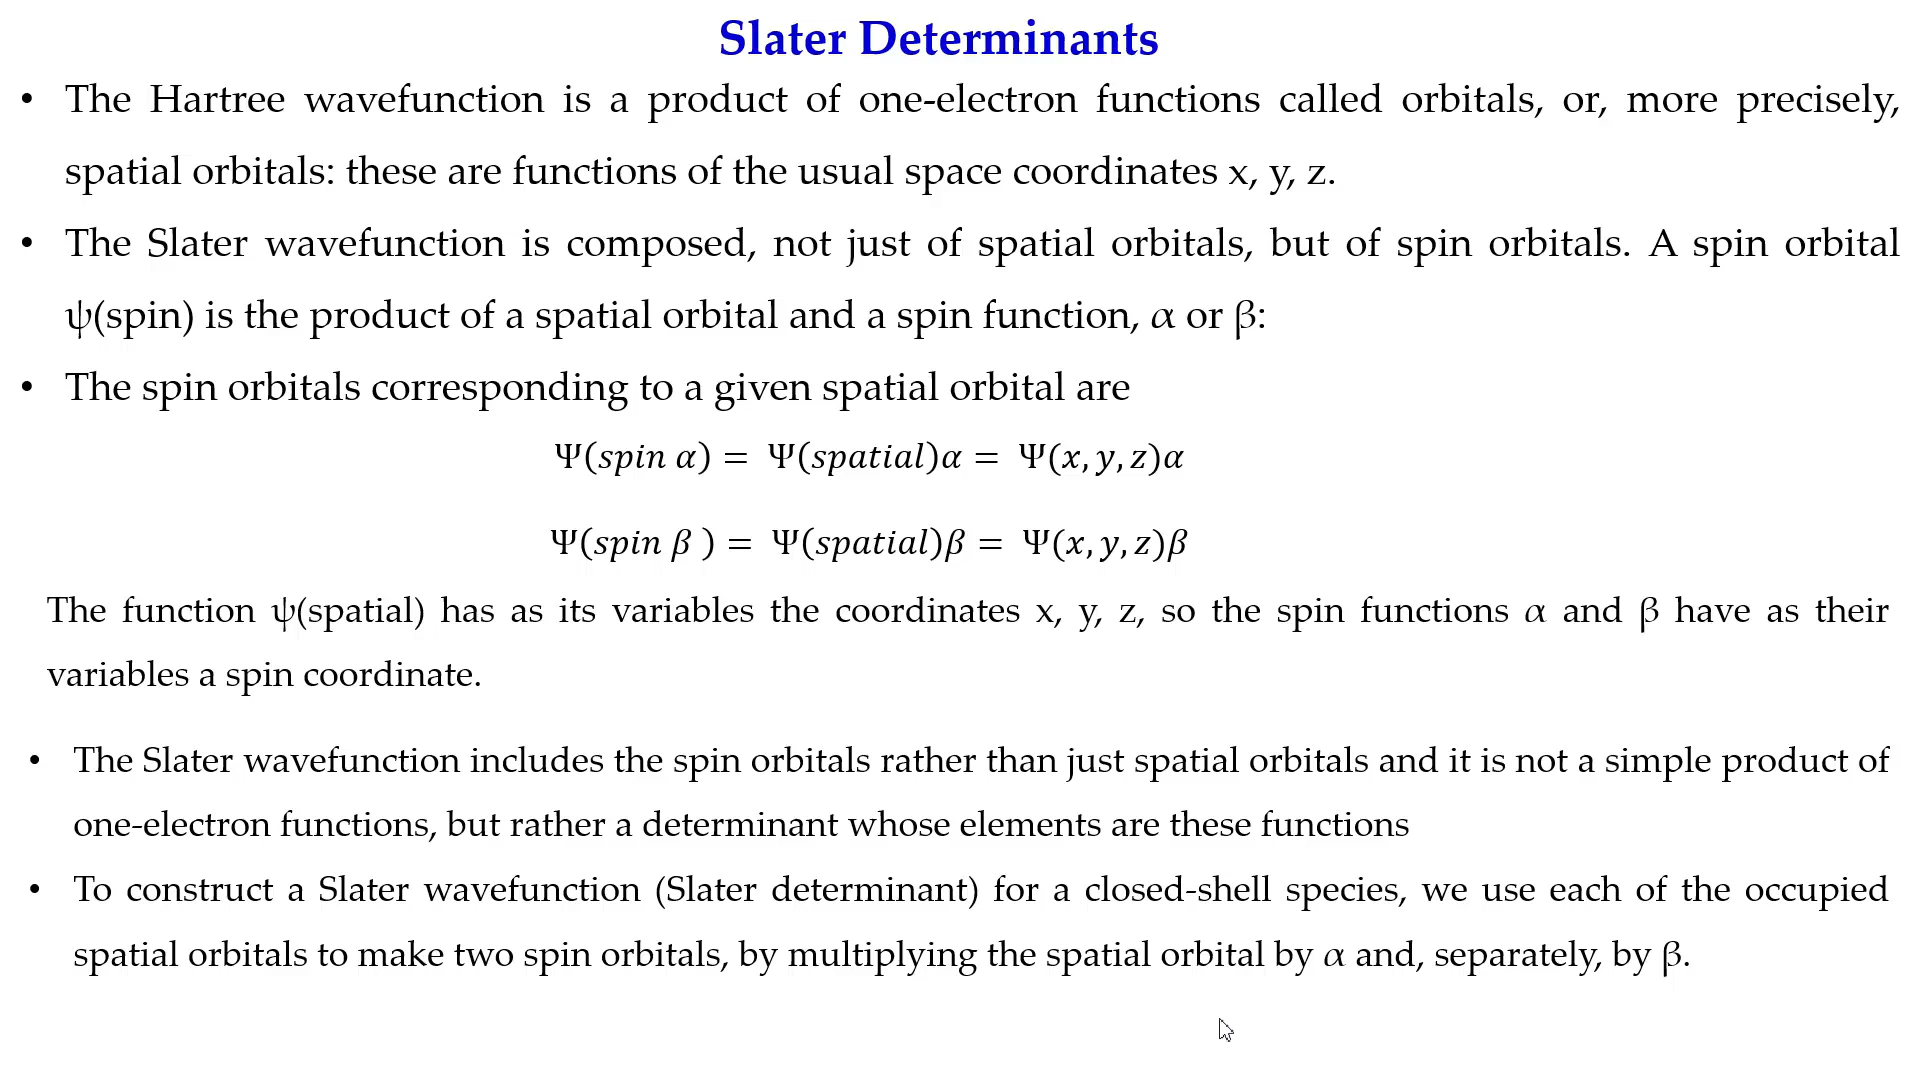 Slater Determinants
• The Hartree wavefunction is a product of one-electron functions called orbitals, or, more precisely,
spatial orbitals: these are functions of the usual space coordinates x, y, z.
• The Slater wavefunction is composed, not just of spatial orbitals, but of spin orbitals. A spin orbital
ψ(spin) is the product of a spatial orbital and a spin function, α or β:
• The spin orbitals corresponding to a given spatial orbital are
Ψ(spin α) = Ψ(spatial)α = Ψ(x, y, z)α
Ψ(spin β ) = Ψ(spatial)β = Ψ(x, y, z)β
The function ψ(spatial) has as its variables the coordinates x, y, z, so the spin functions α and β have as their
variables a spin coordinate.
• The Slater wavefunction includes the spin orbitals rather than just spatial orbitals and it is not a simple product of
one-electron functions, but rather a determinant whose elements are these functions
• To construct a Slater wavefunction (Slater determinant) for a closed-shell species, we use each of the occupied
spatial orbitals to make two spin orbitals, by multiplying the spatial orbital by α and, separately, by β.